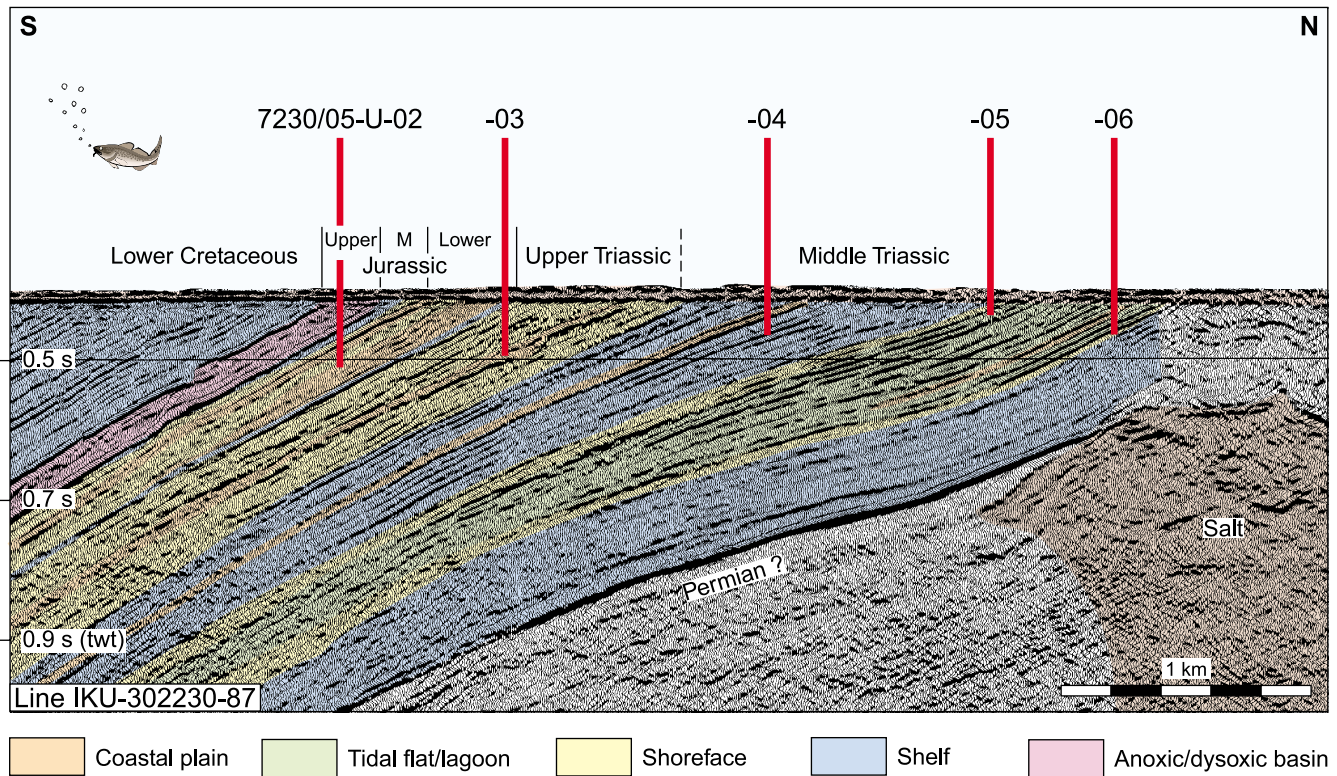 S
N
7230/05-U-02
-03
-04
-05
-06
Lower Cretaceous
Upper
M
Lower
Jurassic
Upper Triassic
Middle Triassic
0.5 s
0.7 s
0.9 s (twt)
Permian ?
Salt
1 km
Line IKU-302230-87
Coastal plain
Tidal flat/lagoon
Shoreface
Shelf
Anoxic/dysoxic basin